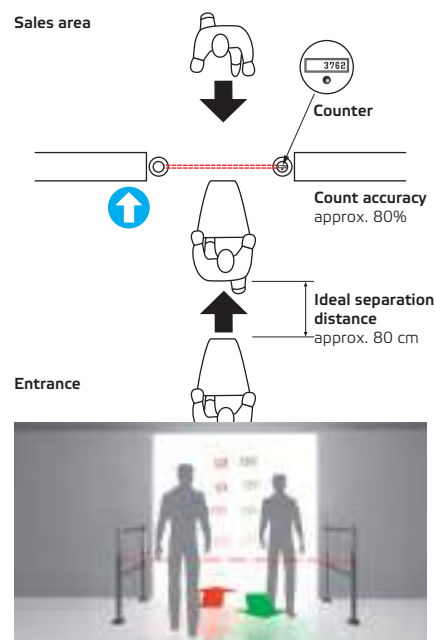 Sales area
3762
Counter
Count accuracy
approx. 80%
Ideal separation
distance
approx. 80 cm
Entrance